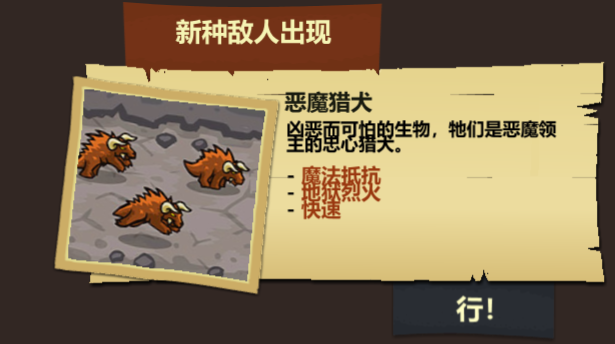 新种敌人出现
恶魔猎犬
凶恶而可怕的生物，牠们是恶魔领
主的忠心猎犬。
- 魔法抵抗
- 地狱烈火
- 快速
行！